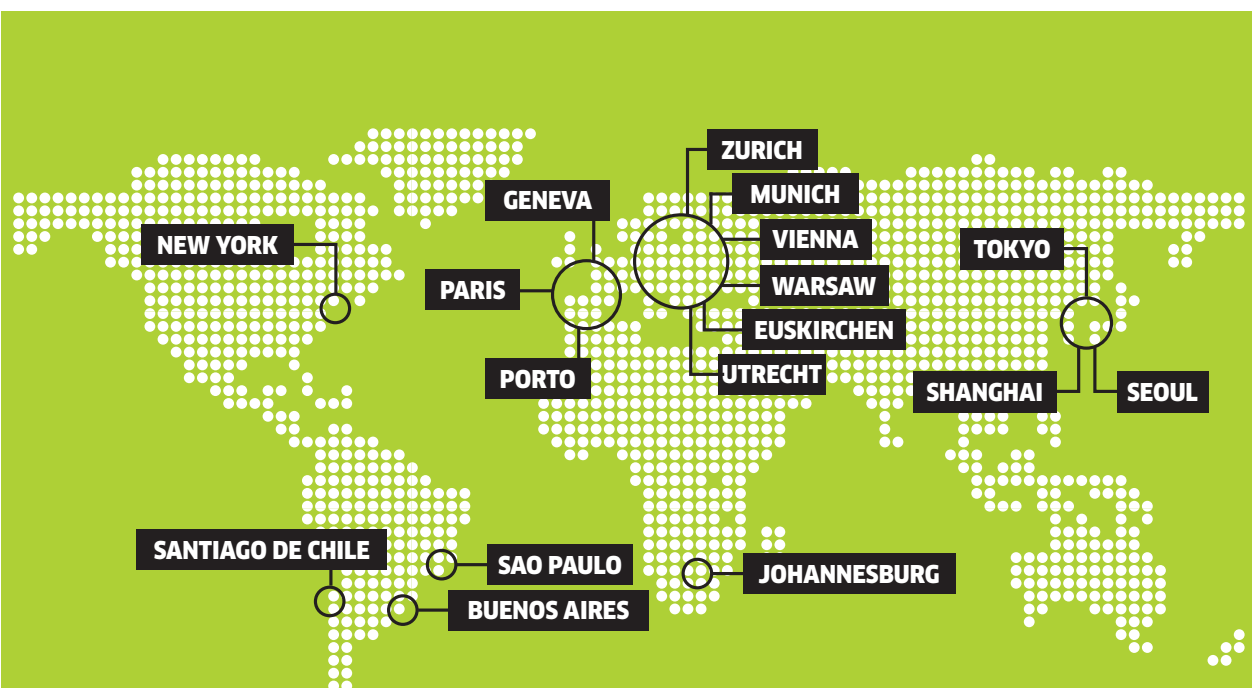 ZURICH
MUNICH
GENEVA
VIENNA
NEW YORK
TOKYO
PARIS
WARSAW
EUSKIRCHEN
PORTO
UTRECHT
SHANGHAI
SEOUL
SANTIAGO DE CHILE
SAO PAULO
JOHANNESBURG
BUENOS AIRES